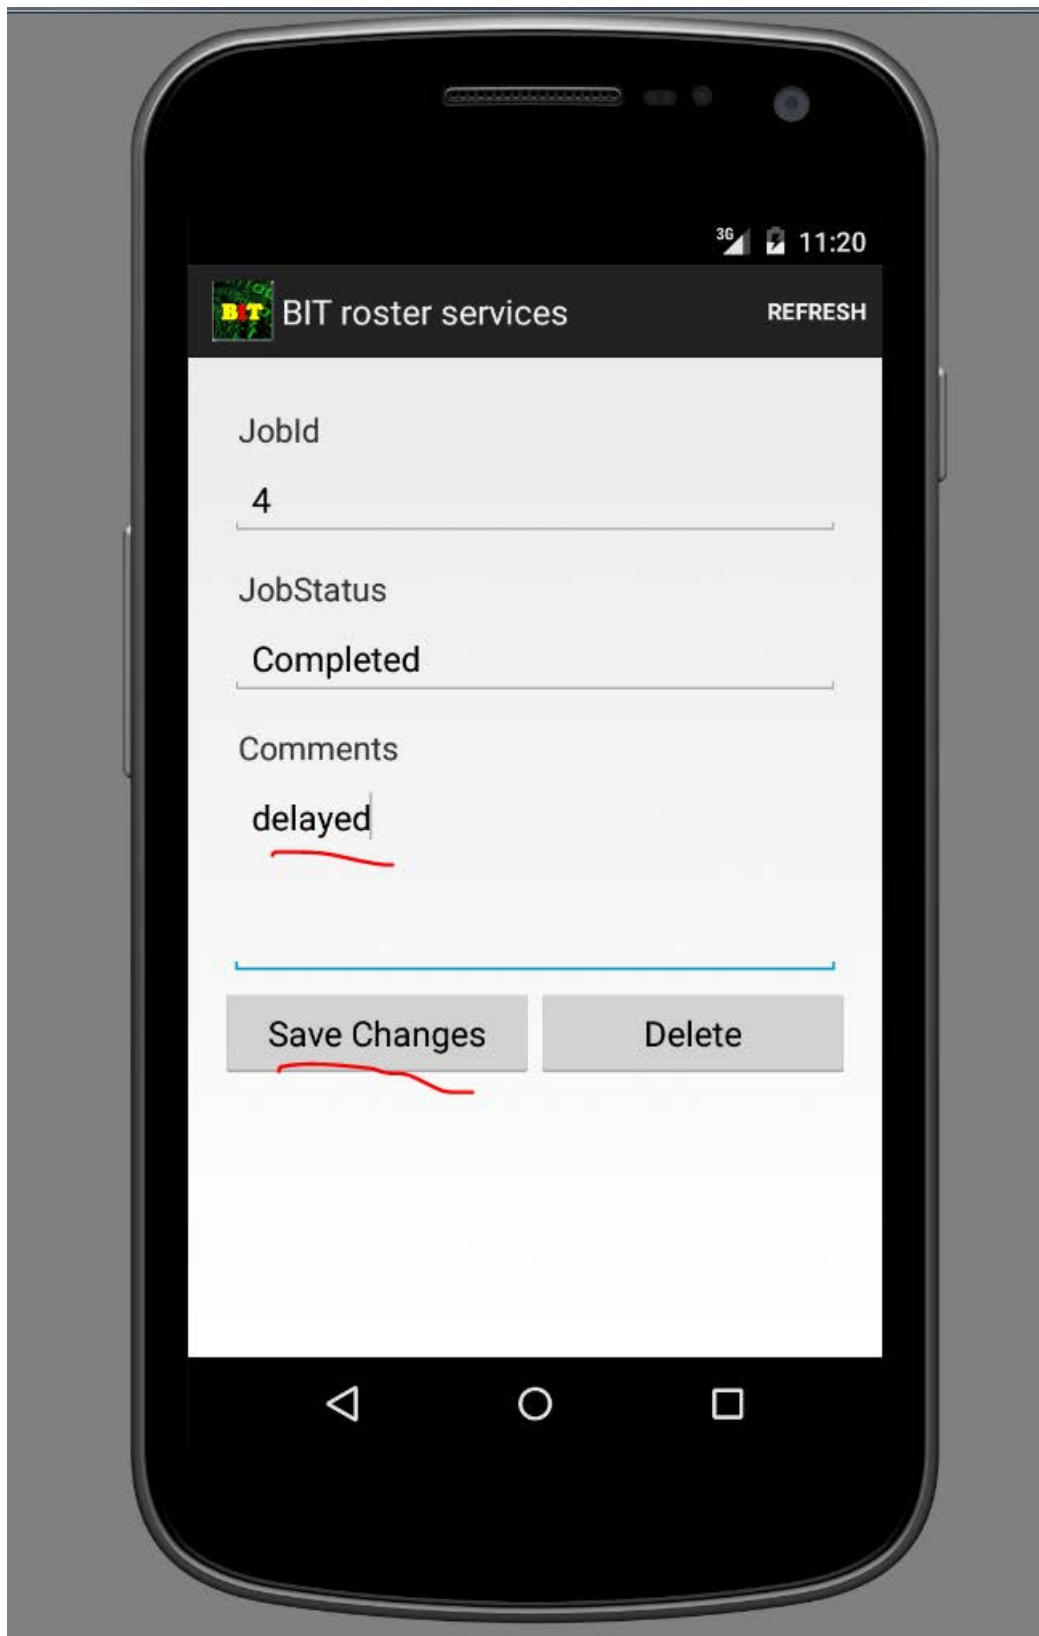 3G 11:20
BIT BIT roster services REFRESH
JobId
4
JobStatus
Completed
Comments
delayed
Save Changes Delete